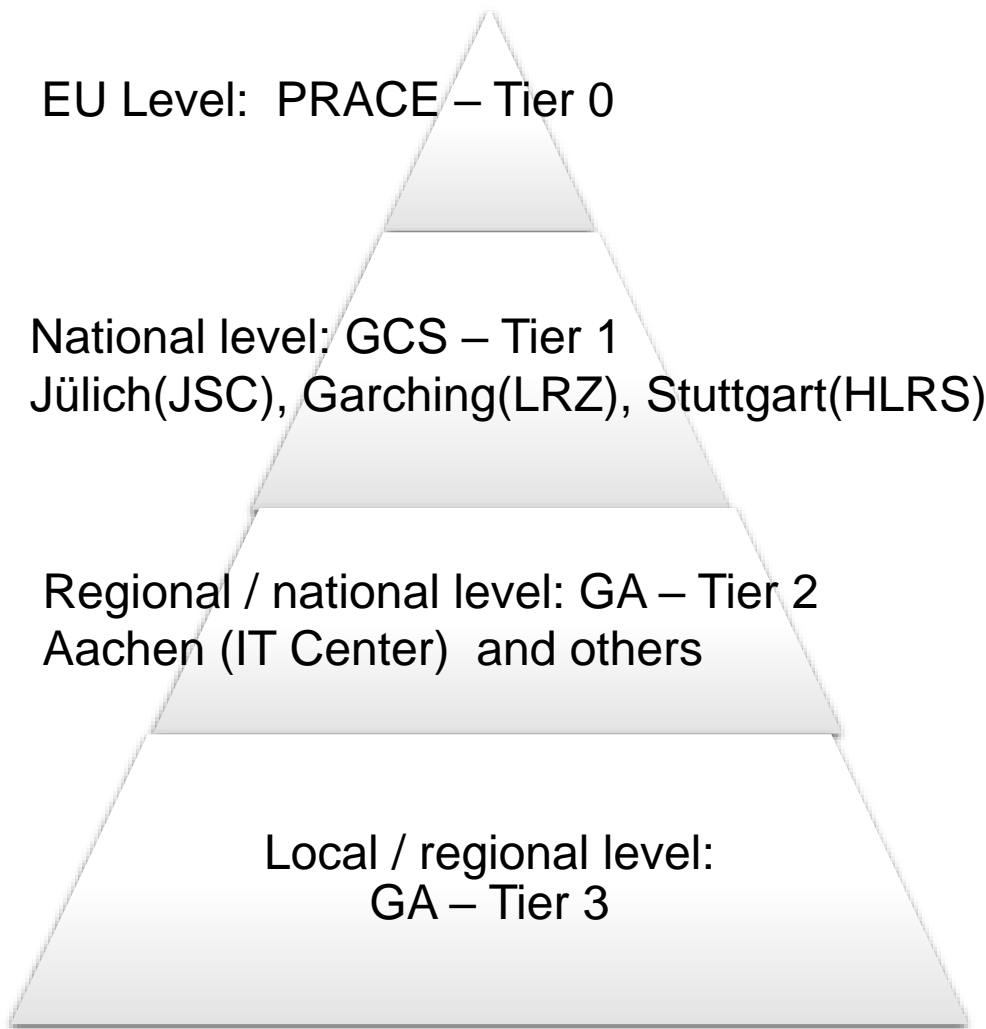 EU Level: PRACE – Tier 0
National level: GCS – Tier 1
Jülich(JSC), Garching(LRZ), Stuttgart(HLRS)
Regional / national level: GA – Tier 2
Aachen (IT Center) and others
Local / regional level:
GA – Tier 3